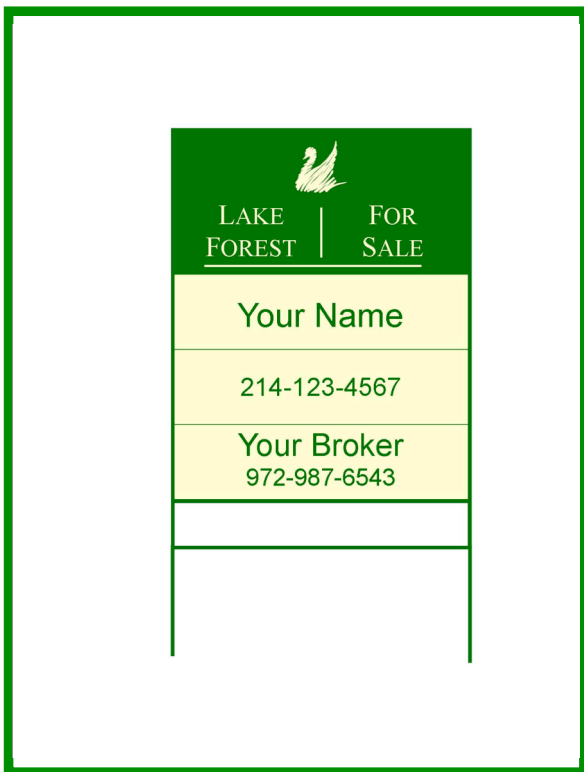 LAKE FOREST
FOR SALE
Your Name
214-123-4567
Your Broker
972-987-6543